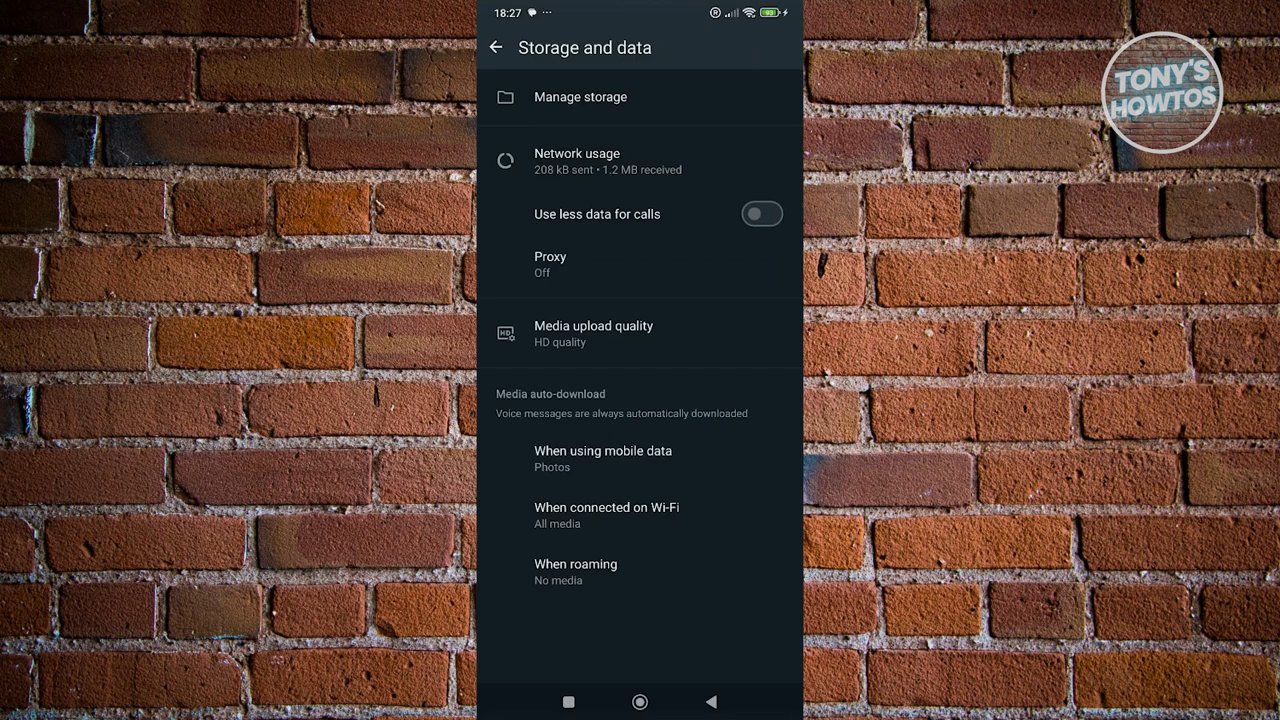 18:27
93
Storage and data
TONY'S
HOWTOS
Manage storage
Network usage
208 kB sent • 1.2 MB received
Use less data for calls
Proxy
Off
Media upload quality
HD quality
Media auto-download
Voice messages are always automatically downloaded
When using mobile data
Photos
When connected on Wi-Fi
All media
When roaming
No media